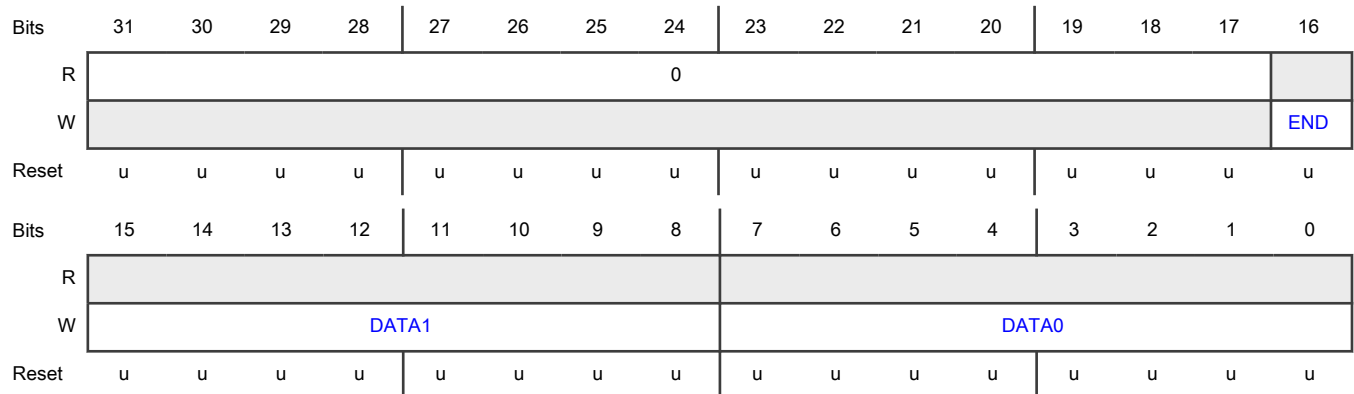 Bits 31 30 29 28 27 26 25 24 23 22 21 20 19 18 17 16
R 0
W END
Reset u u u u u u u u u u u u u u u u
Bits 15 14 13 12 11 10 9 8 7 6 5 4 3 2 1 0
R
W DATA1 DATA0
Reset u u u u u u u u u u u u u u u u